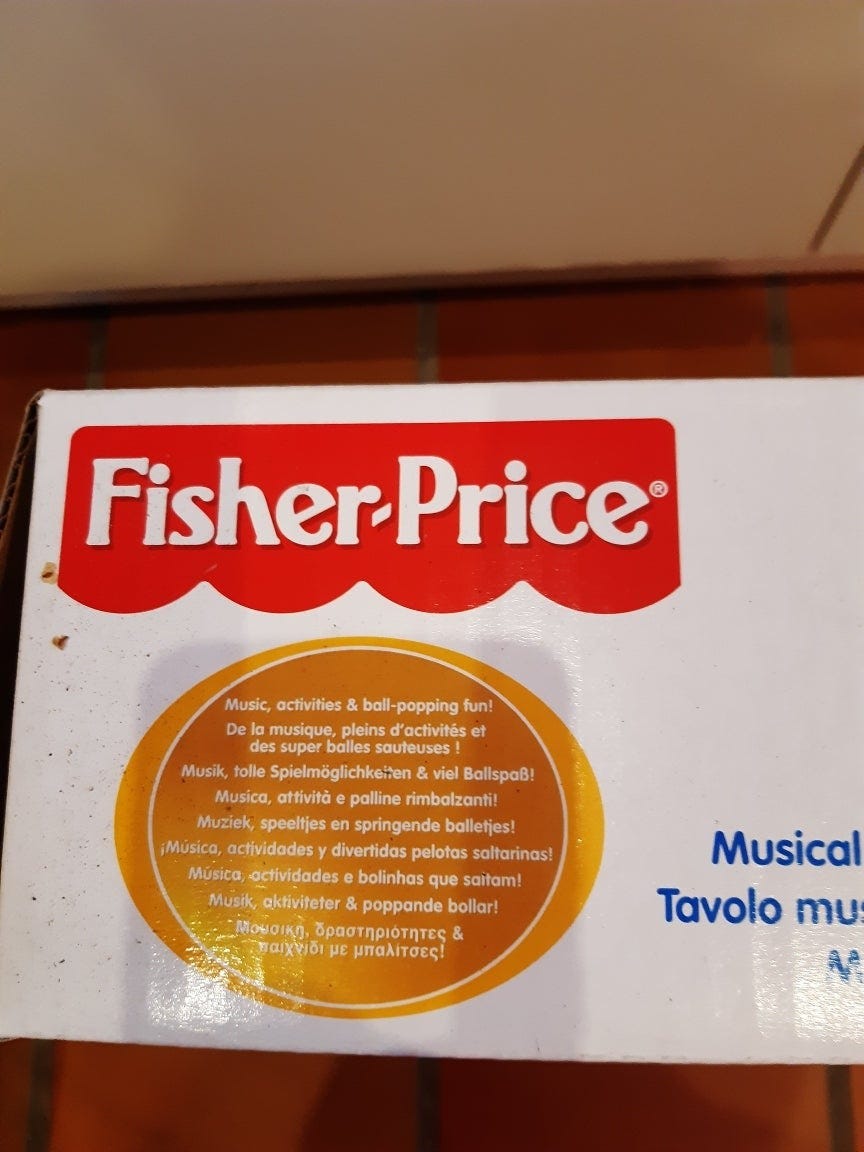 Fisher-Price®
Music, activities & ball-popping fun!
De la musique, pleins d'activités et
des super balles sauteuses !
Musik, tolle Spielmöglichkeiten & viel Ballspaß!
Musica, attività e palline rimbalzanti!
Muziek, speeltjes en springende balletjes!
¡Música, actividades y divertidas pelotas saltarinas!
Música, actividades e bolinhas que saltam!
Musik, aktiviteter & poppande bollar!
Μουσική, δραστηριότητες &
παιχνίδι με μπαλίτσες!
Musical
Tavolo mus